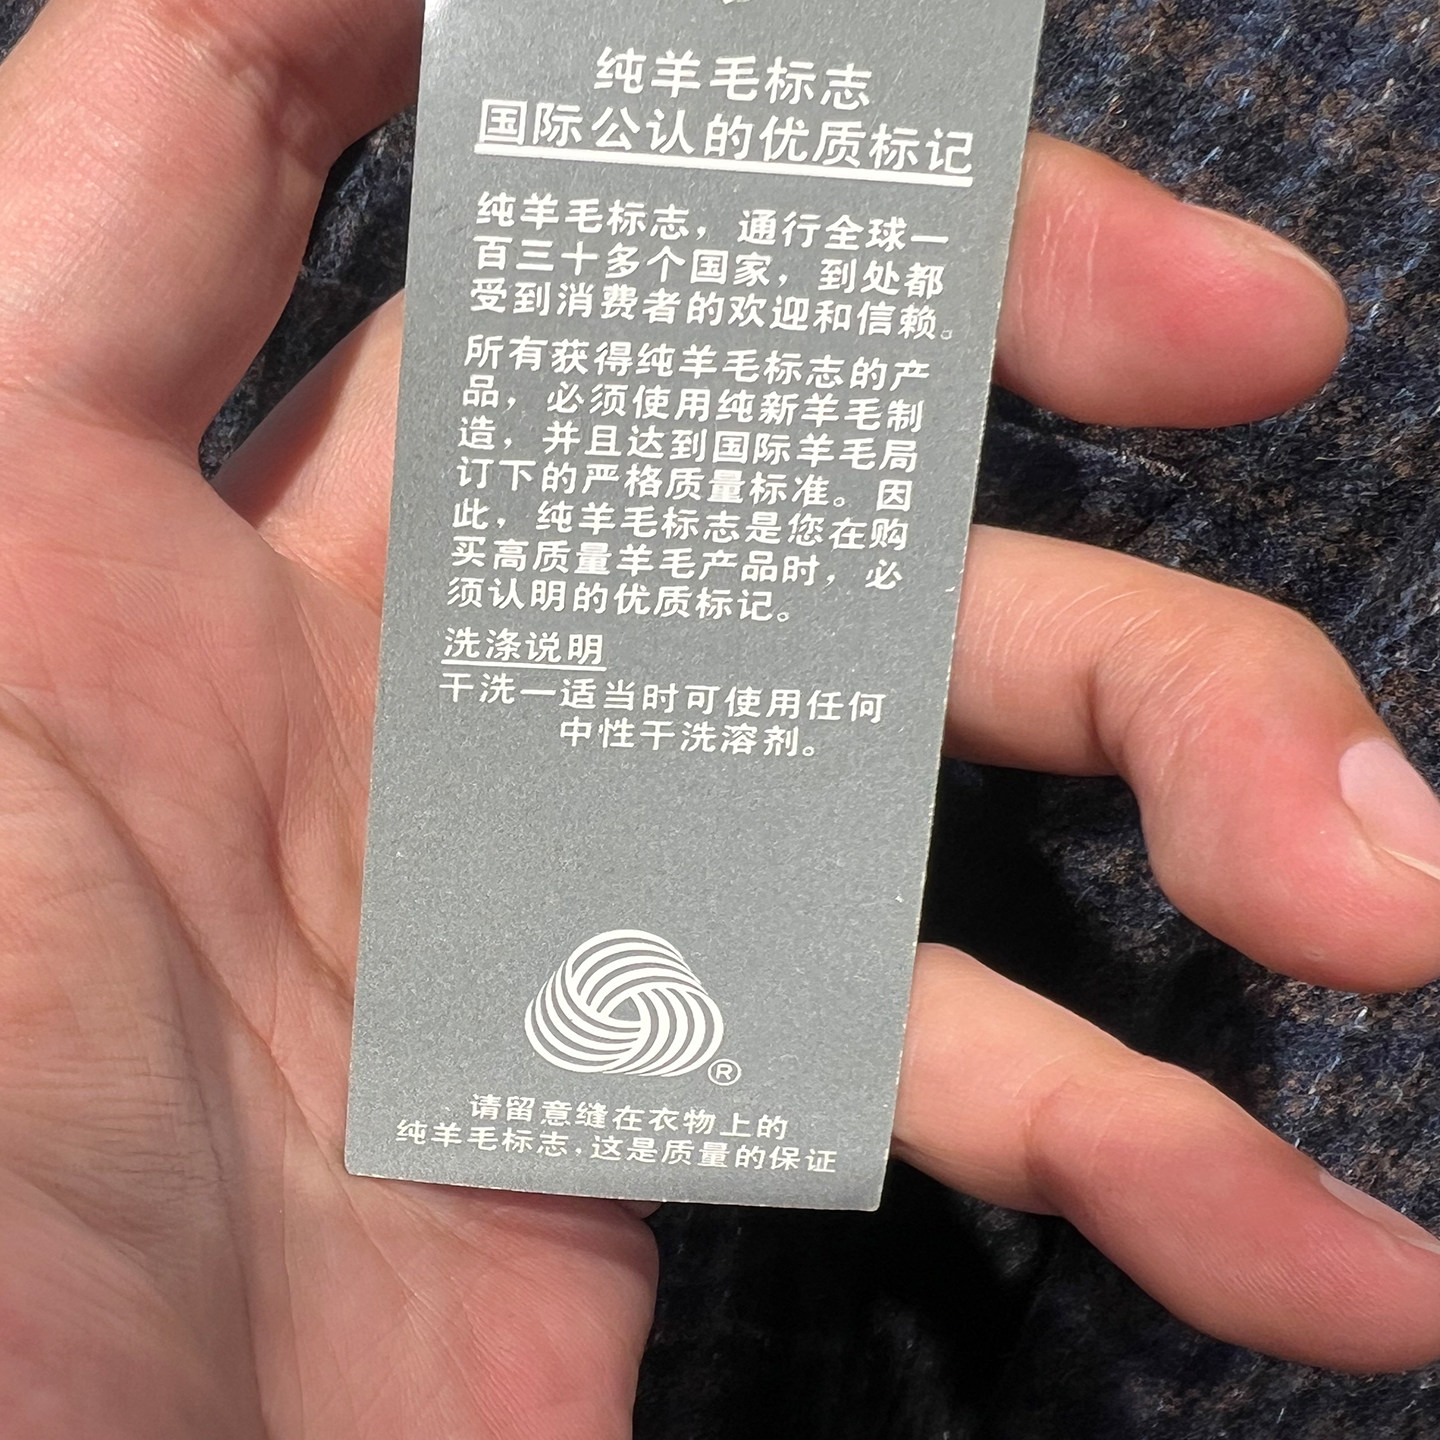 纯羊毛标志
国际公认的优质标记
纯羊毛标志，通行全球一
百三十多个国家，到处都
受到消费者的欢迎和信赖。
所有获得纯羊毛标志的产
品，必须使用纯新羊毛制
造，并且达到国际羊毛局
订下的严格质量标准。因
此，纯羊毛标志是您在购
买高质量羊毛产品时，必
须认明的优质标记。
洗涤说明
干洗一适当时可使用任何
中性干洗溶剂。
®
请留意缝在衣物上的
纯羊毛标志，这是质量的保证